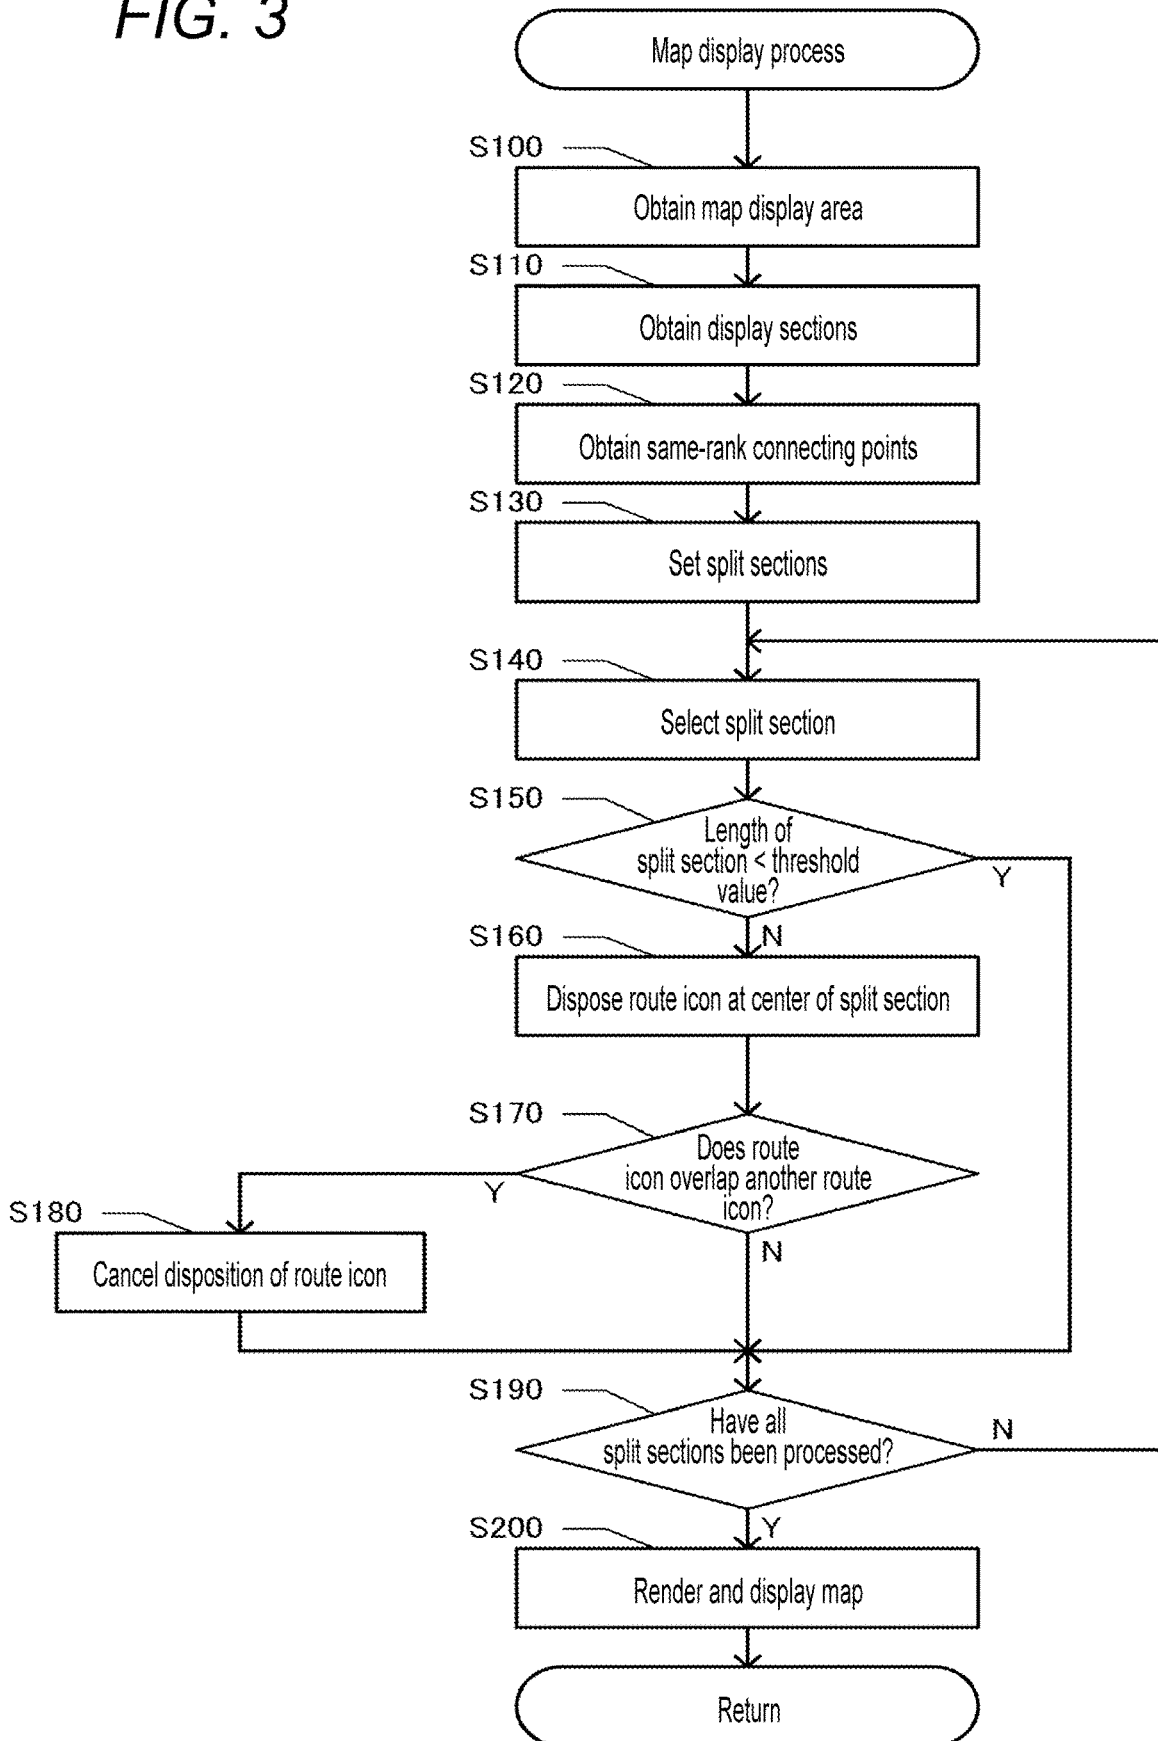 FIG. 3
Map display process
S100
Obtain map display area
S110
Obtain display sections
S120
Obtain same-rank connecting points
S130
Set split sections
S140
Select split section
S150
Length of
split section < threshold
value?
Y
N
S160
Dispose route icon at center of split section
S170
Does route
icon overlap another route
icon?
Y
N
S180
Cancel disposition of route icon
S190
Have all
split sections been processed?
N
Y
S200
Render and display map
Return